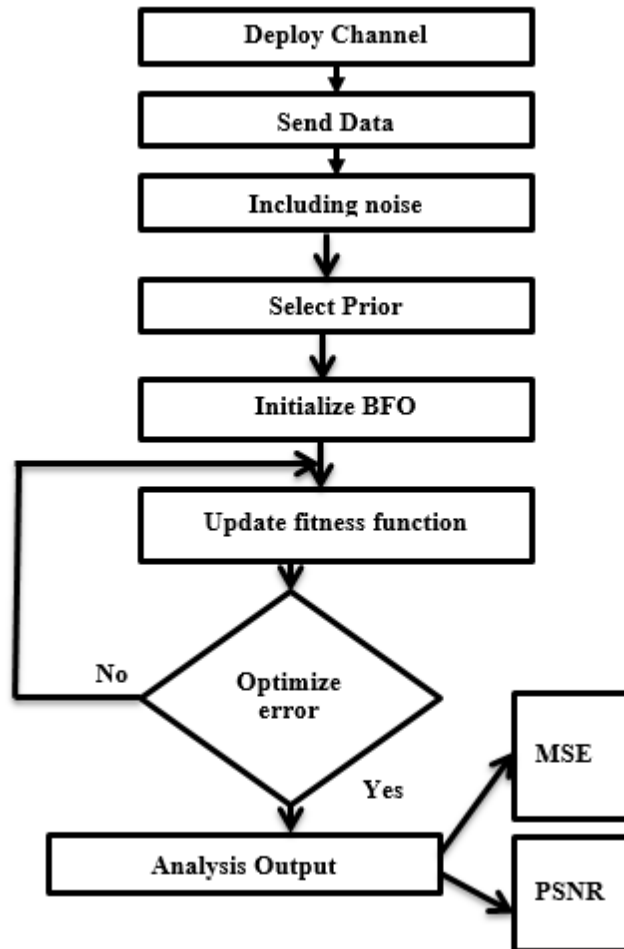 Deploy Channel
Send Data
Including noise
Select Prior
Initialize BFO
Update fitness function
No
Optimize
error
Yes
MSE
Analysis Output
PSNR